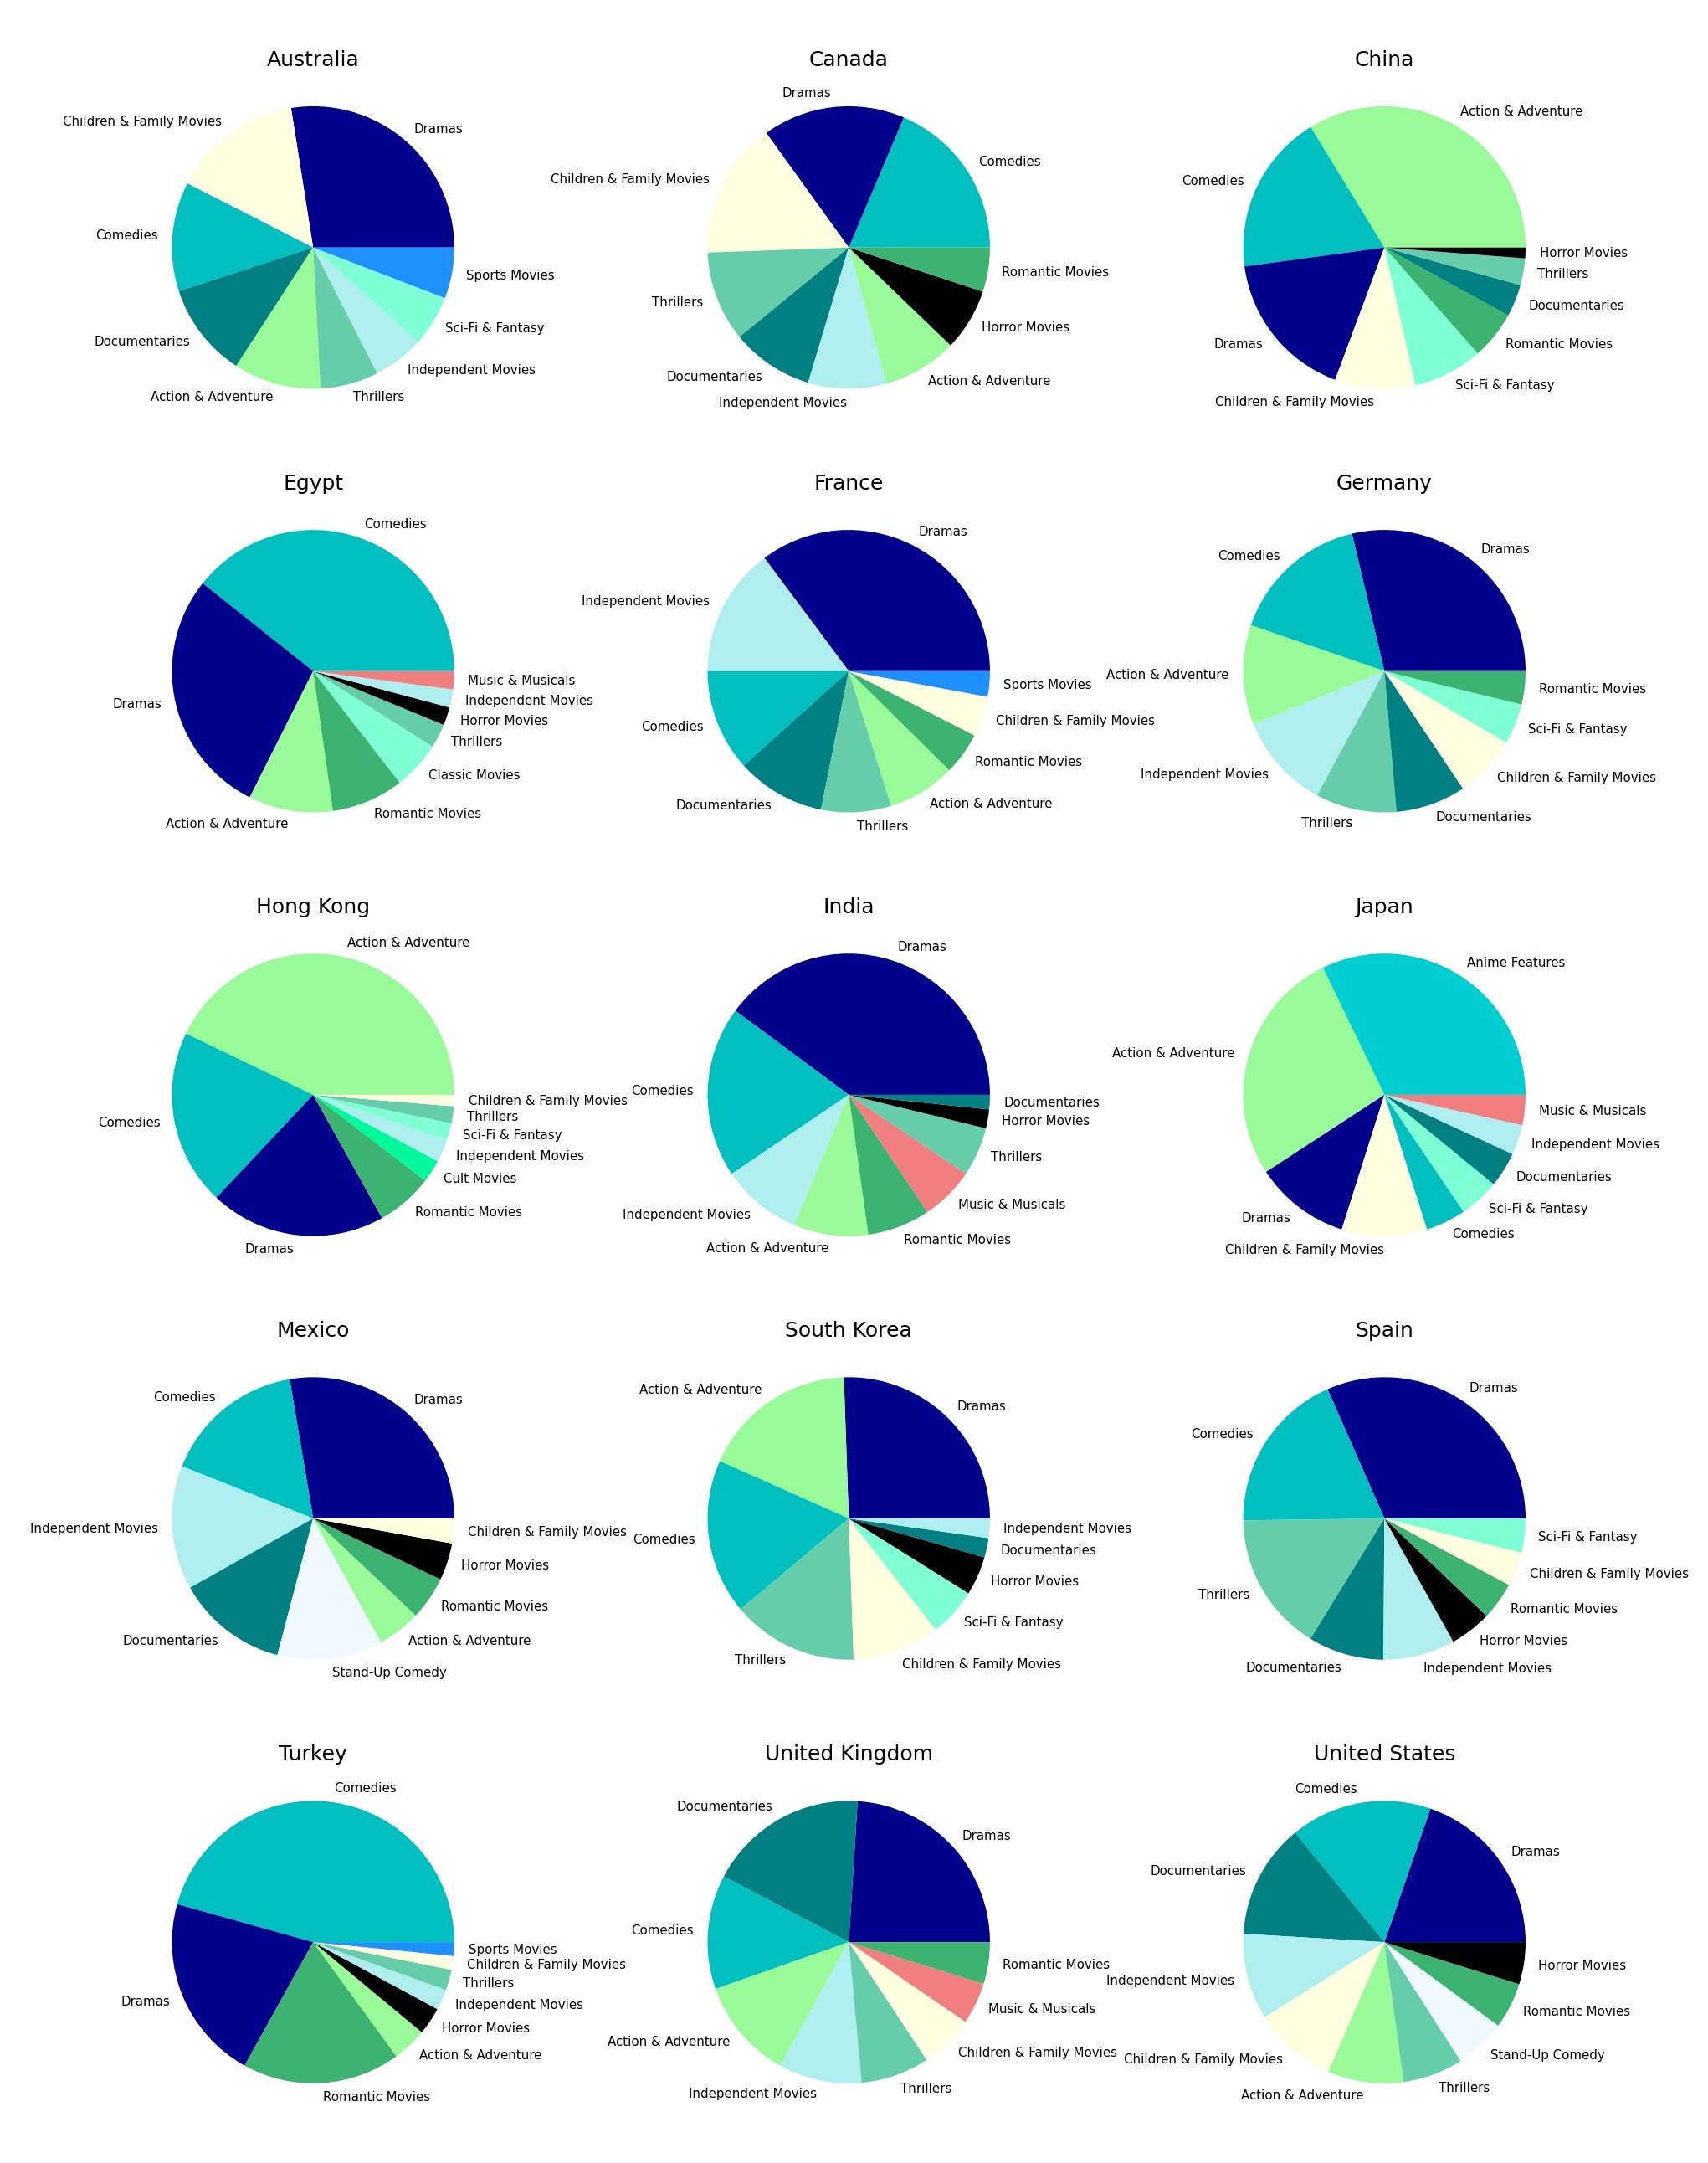 Australia
Dramas
Children & Family Movies
Comedies
Documentaries
Action & Adventure
Thrillers
Independent Movies
Sci-Fi & Fantasy
Sports Movies
Canada
Comedies
Dramas
Children & Family Movies
Thrillers
Documentaries
Independent Movies
Action & Adventure
Horror Movies
Romantic Movies
China
Action & Adventure
Comedies
Dramas
Children & Family Movies
Sci-Fi & Fantasy
Romantic Movies
Documentaries
Thrillers
Horror Movies
Egypt
Comedies
Dramas
Action & Adventure
Romantic Movies
Classic Movies
Thrillers
Horror Movies
Independent Movies
Music & Musicals
France
Dramas
Independent Movies
Comedies
Documentaries
Thrillers
Action & Adventure
Romantic Movies
Children & Family Movies
Sports Movies
Germany
Dramas
Comedies
Action & Adventure
Independent Movies
Thrillers
Documentaries
Children & Family Movies
Sci-Fi & Fantasy
Romantic Movies
Hong Kong
Action & Adventure
Comedies
Dramas
Romantic Movies
Cult Movies
Independent Movies
Sci-Fi & Fantasy
Thrillers
Children & Family Movies
India
Dramas
Comedies
Independent Movies
Action & Adventure
Romantic Movies
Music & Musicals
Thrillers
Horror Movies
Documentaries
Japan
Anime Features
Action & Adventure
Dramas
Children & Family Movies
Comedies
Sci-Fi & Fantasy
Documentaries
Independent Movies
Music & Musicals
Mexico
Dramas
Comedies
Independent Movies
Documentaries
Stand-Up Comedy
Action & Adventure
Romantic Movies
Horror Movies
Children & Family Movies
South Korea
Dramas
Action & Adventure
Comedies
Thrillers
Children & Family Movies
Sci-Fi & Fantasy
Horror Movies
Documentaries
Independent Movies
Spain
Dramas
Comedies
Thrillers
Documentaries
Independent Movies
Horror Movies
Romantic Movies
Children & Family Movies
Sci-Fi & Fantasy
Turkey
Comedies
Dramas
Romantic Movies
Action & Adventure
Horror Movies
Independent Movies
Thrillers
Children & Family Movies
Sports Movies
United Kingdom
Dramas
Documentaries
Comedies
Action & Adventure
Independent Movies
Thrillers
Children & Family Movies
Music & Musicals
Romantic Movies
United States
Dramas
Comedies
Documentaries
Independent Movies
Children & Family Movies
Action & Adventure
Thrillers
Stand-Up Comedy
Romantic Movies
Horror Movies